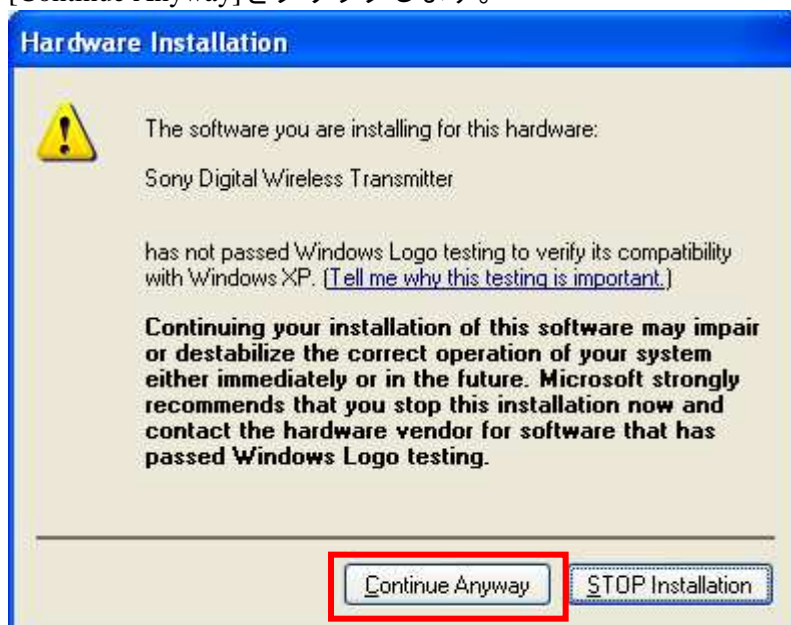 [Continue Anyway]をクリックします。
Hardware Installation
The software you are installing for this hardware:
Sony Digital Wireless Transmitter
has not passed Windows Logo testing to verify its compatibility
with Windows XP. (Tell me why this testing is important.)
Continuing your installation of this software may impair
or destabilize the correct operation of your system
either immediately or in the future. Microsoft strongly
recommends that you stop this installation now and
contact the hardware vendor for software that has
passed Windows Logo testing.
Continue Anyway
STOP Installation